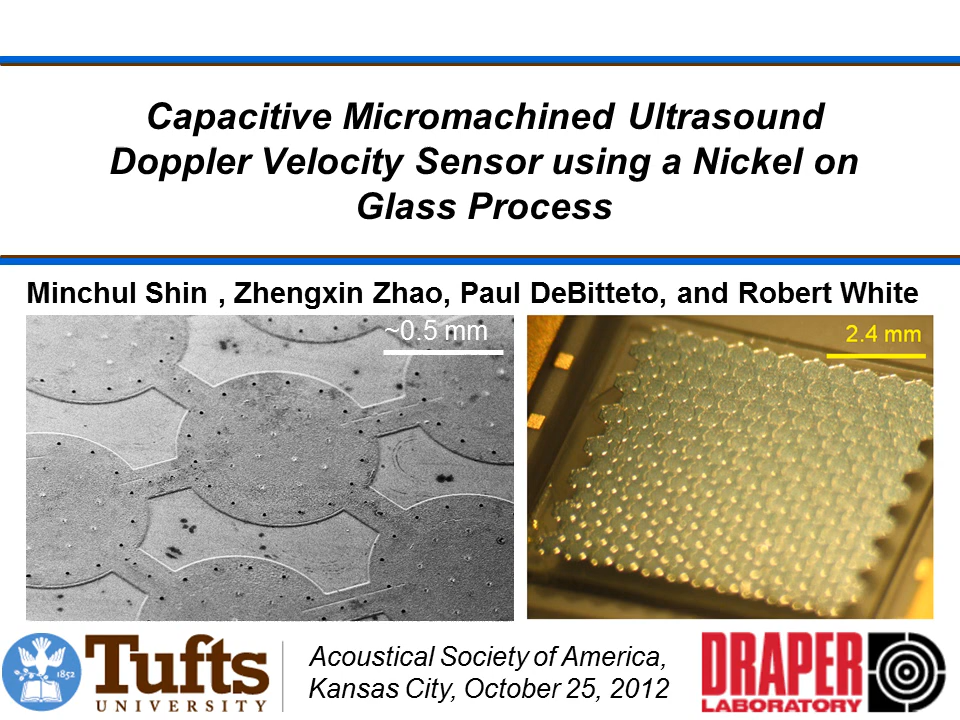 Capacitive Micromachined Ultrasound
Doppler Velocity Sensor using a Nickel on
Glass Process
Minchul Shin , Zhengxin Zhao, Paul DeBitteto, and Robert White
~0.5 mm
2.4 mm
1852
Tufts
UNIVERSITY
Acoustical Society of America,
Kansas City, October 25, 2012
DRAPER
LABORATORY